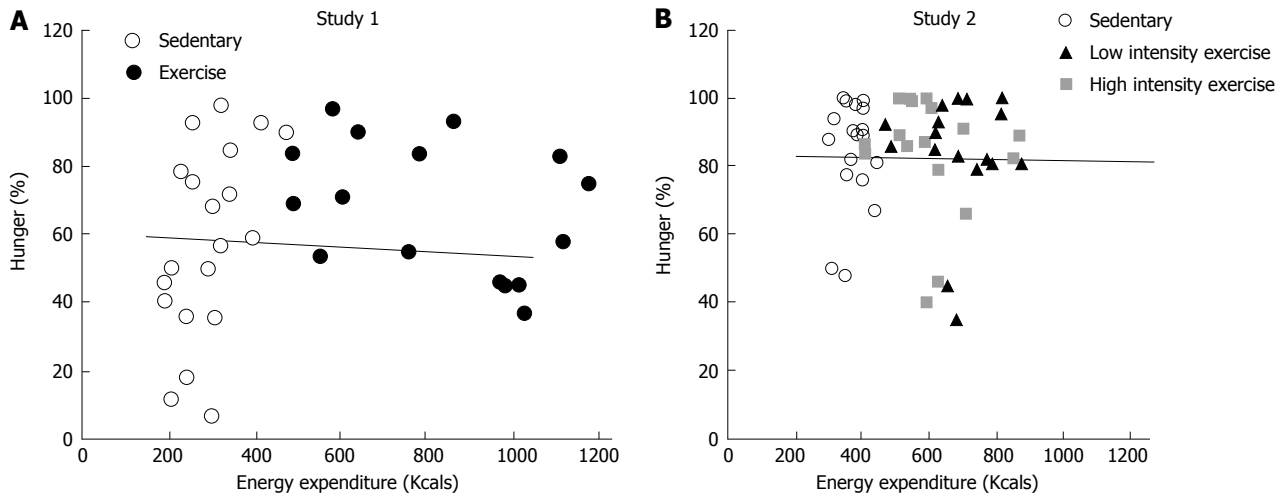 A
Study 1
Sedentary
Exercise
120
100
80
60
40
20
0
Hunger (%)
0
200
400
600
800
1000
1200
Energy expenditure (Kcals)
B
Study 2
Sedentary
Low intensity exercise
High intensity exercise
120
100
80
60
40
20
0
Hunger (%)
0
200
400
600
800
1000
1200
Energy expenditure (Kcals)